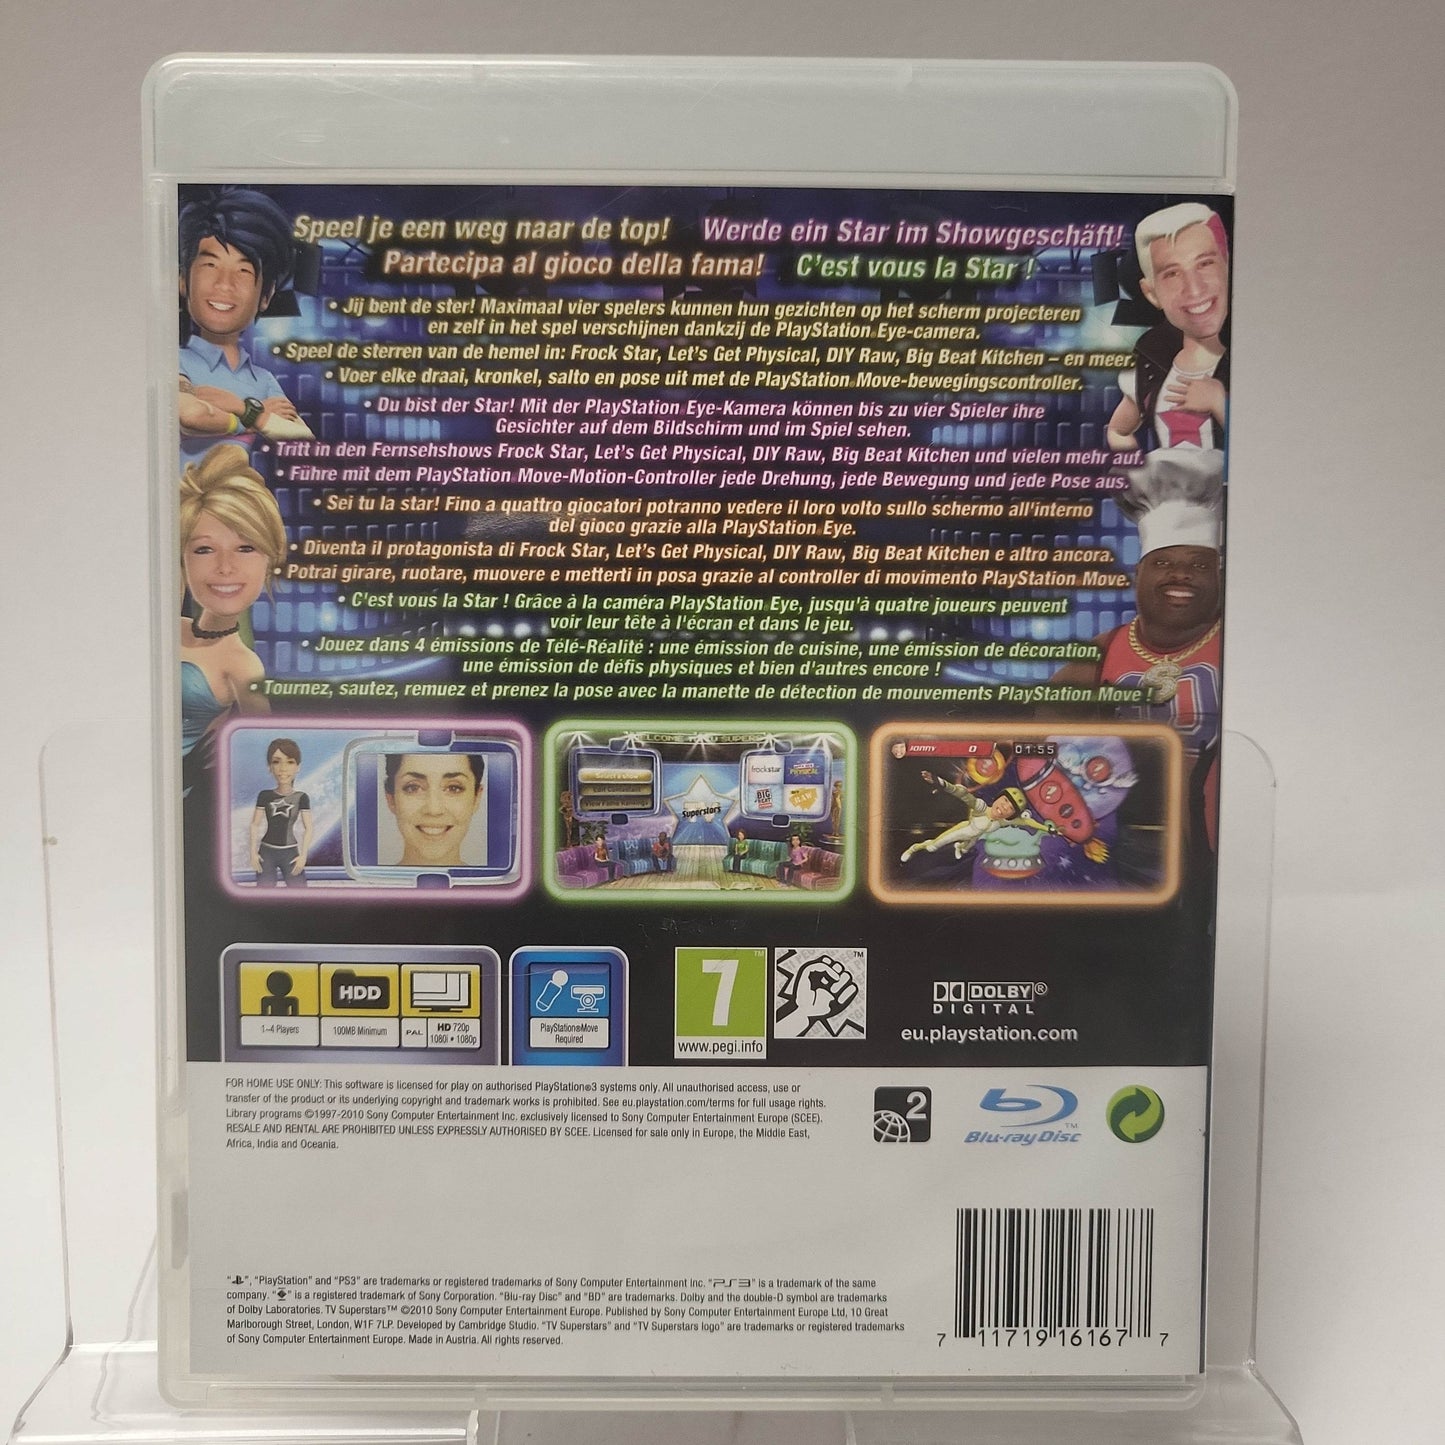 Speel je een weg naar de top! Werde ein Star im Showgeschäft!
Partecipa al gioco della fama! C'est vous la Star !
• Jij bent de ster! Maximaal vier spelers kunnen hun gezichten op het scherm projecteren
en zelf in het spel verschijnen dankzij de PlayStation Eye-camera.
• Speel de sterren van de hemel in: Frock Star, Let's Get Physical, DIY Raw, Big Beat Kitchen – en meer.
• Voer elke draai, kronkel, salto en pose uit met de PlayStation Move-bewegingscontroller.
• Du bist der Star! Mit der PlayStation Eye-Kamera können bis zu vier Spieler ihre
Gesichter auf dem Bildschirm und im Spiel sehen.
• Tritt in den Fernsehshows Frock Star, Let's Get Physical, DIY Raw, Big Beat Kitchen und vielen mehr auf.
• Führe mit dem PlayStation Move-Motion-Controller jede Drehung, jede Bewegung und jede Pose aus.
• Sei tu la star! Fino a quattro giocatori potranno vedere il loro volto sullo schermo all'interno
del gioco grazie alla PlayStation Eye.
• Diventa il protagonista di Frock Star, Let's Get Physical, DIY Raw, Big Beat Kitchen e altro ancora.
• Potrai girare, ruotare, muovere e metterti in posa grazie al controller di movimento PlayStation Move.
• C'est vous la Star ! Grâce à la caméra PlayStation Eye, jusqu'à quatre joueurs peuvent
voir leur tête à l'écran et dans le jeu.
• Jouez dans 4 émissions de Télé-Réalité : une émission de cuisine, une émission de décoration,
une émission de défis physiques et bien d'autres encore !
• Tournez, sautez, remuez et prenez la pose avec la manette de détection de mouvements PlayStation Move !
Select a show
Edit Contestant
View Fame Rankings
Superstars
frockstar
PHYSICAL
BIG BEAT
RAW
JONNY 0 01:55
1-4 Players
HDD
100MB Minimum
PAL HD 720p
1080i • 1080p
PlayStation®Move
Required
7™
www.pegi.info
™
DOLBY®
DIGITAL
eu.playstation.com
FOR HOME USE ONLY: This software is licensed for play on authorised PlayStation®3 systems only. All unauthorised access, use or
transfer of the product or its underlying copyright and trademark works is prohibited. See eu.playstation.com/terms for full usage rights.
Library programs ©1997-2010 Sony Computer Entertainment Inc. exclusively licensed to Sony Computer Entertainment Europe (SCEE).
RESALE AND RENTAL ARE PROHIBITED UNLESS EXPRESSLY AUTHORISED BY SCEE. Licensed for sale only in Europe, the Middle East,
Africa, India and Oceania.
2
Blu-ray Disc™
"", "PlayStation" and "PS3" are trademarks or registered trademarks of Sony Computer Entertainment Inc. "PS3" is a trademark of the same
company. "" is a registered trademark of Sony Corporation. "Blu-ray Disc" and "BD" are trademarks. Dolby and the double-D symbol are trademarks
of Dolby Laboratories. TV Superstars™ ©2010 Sony Computer Entertainment Europe. Published by Sony Computer Entertainment Europe Ltd, 10 Great
Marlborough Street, London, W1F 7LP. Developed by Cambridge Studio. "TV Superstars" and "TV Superstars logo" are trademarks or registered trademarks
of Sony Computer Entertainment Europe. Made in Austria. All rights reserved.
7 11719 16167 7